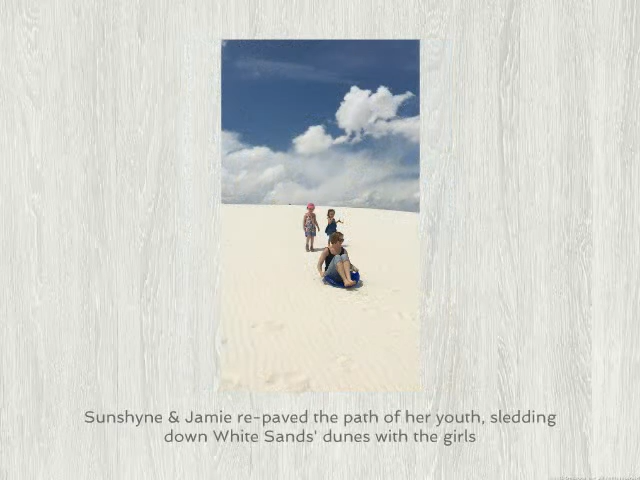 Sunshyne & Jamie re-paved the path of her youth, sledding
down White Sands' dunes with the girls